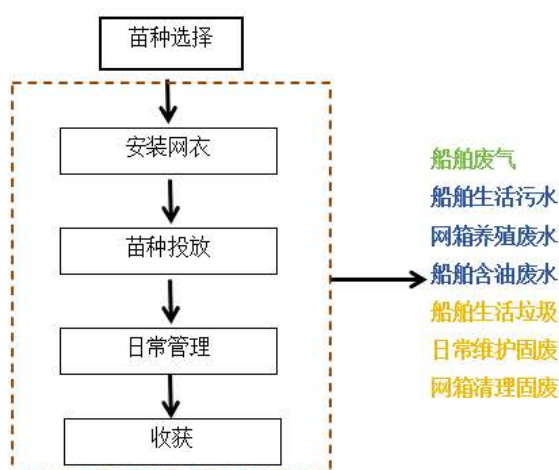 苗种选择
安装网衣
苗种投放
日常管理
收获
船舶废气
船舶生活污水
网箱养殖废水
船舶含油废水
船舶生活垃圾
日常维护固废
网箱清理固废